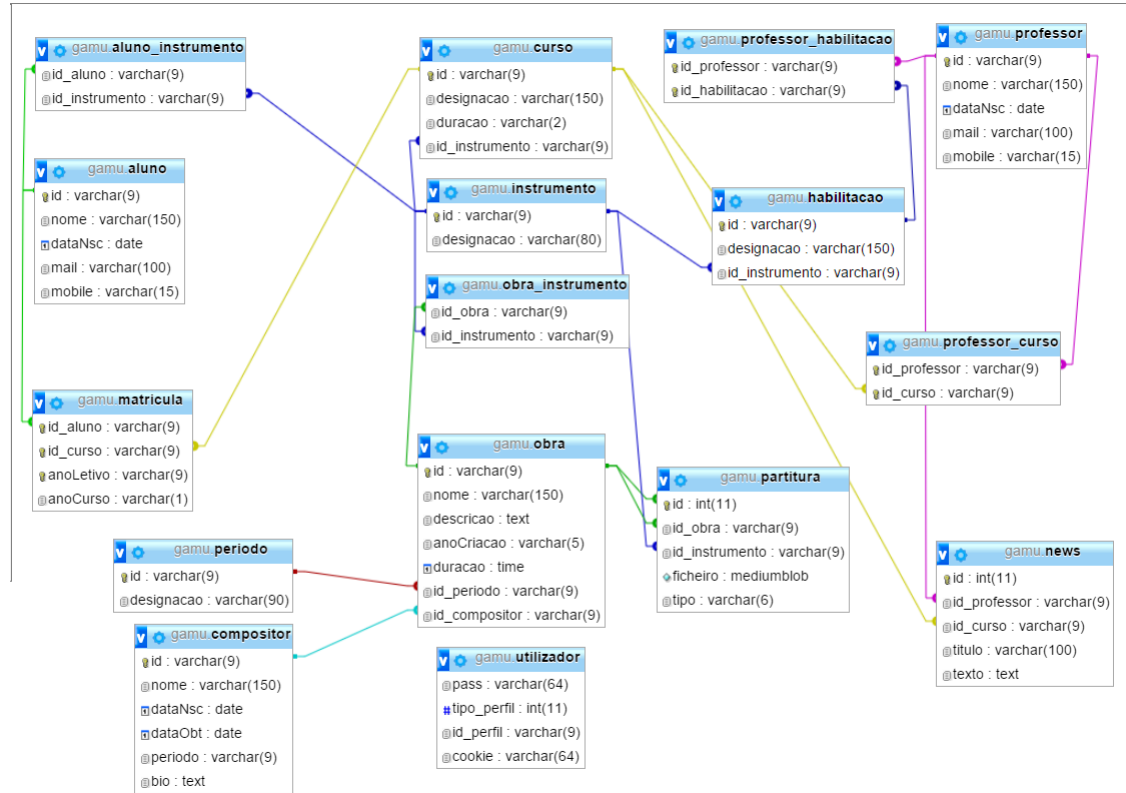 gamu.aluno_instrumento
id_aluno : varchar(9)
id_instrumento : varchar(9)
gamu.curso
id : varchar(9)
designacao : varchar(150)
duracao : varchar(2)
id_instrumento : varchar(9)
gamu.professor_habilitacao
id_professor : varchar(9)
id_habilitacao : varchar(9)
gamu.professor
id : varchar(9)
nome : varchar(150)
dataNsc : date
mail : varchar(100)
mobile : varchar(15)
gamu.aluno
id : varchar(9)
nome : varchar(150)
dataNsc : date
mail : varchar(100)
mobile : varchar(15)
gamu.instrumento
id : varchar(9)
designacao : varchar(80)
gamu.habilitacao
id : varchar(9)
designacao : varchar(150)
id_instrumento : varchar(9)
gamu.obra_instrumento
id_obra : varchar(9)
id_instrumento : varchar(9)
gamu.professor_curso
id_professor : varchar(9)
id_curso : varchar(9)
gamu.matricula
id_aluno : varchar(9)
id_curso : varchar(9)
anoLetivo : varchar(9)
anoCurso : varchar(1)
gamu.obra
id : varchar(9)
nome : varchar(150)
descricao : text
anoCriacao : varchar(5)
duracao : time
id_periodo : varchar(9)
id_compositor : varchar(9)
gamu.partitura
id : int(11)
id_obra : varchar(9)
id_instrumento : varchar(9)
ficheiro : mediumblob
tipo : varchar(6)
gamu.periodo
id : varchar(9)
designacao : varchar(90)
gamu.news
id : int(11)
id_professor : varchar(9)
id_curso : varchar(9)
titulo : varchar(100)
texto : text
gamu.compositor
id : varchar(9)
nome : varchar(150)
dataNsc : date
dataObt : date
periodo : varchar(9)
bio : text
gamu.utilizador
pass : varchar(64)
tipo_perfil : int(11)
id_perfil : varchar(9)
cookie : varchar(64)